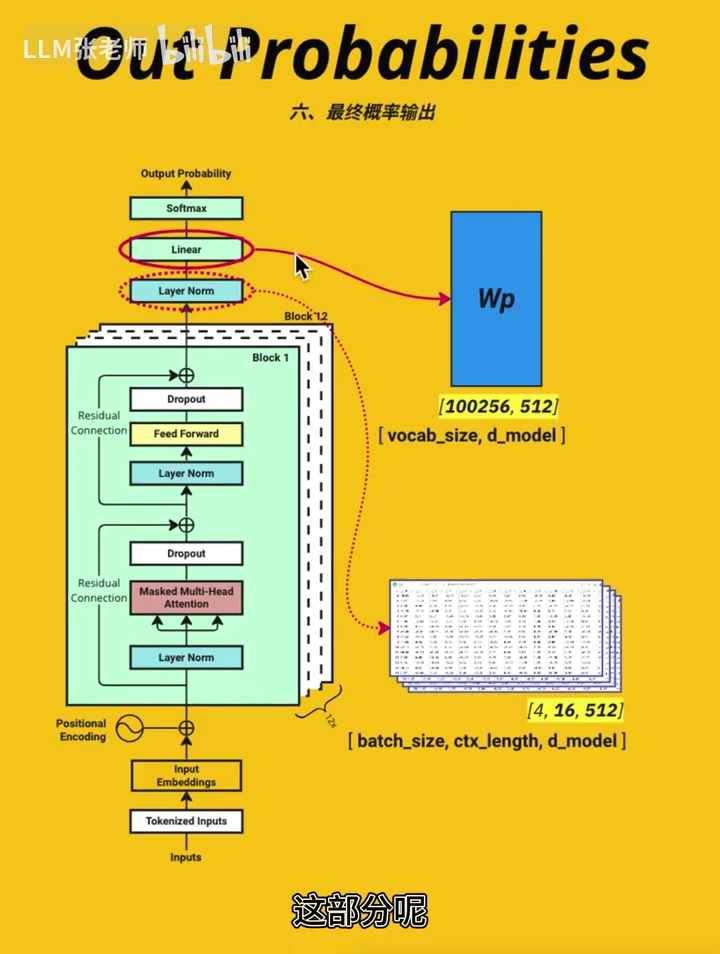 Out Probabilities
LLM张老师 bilibili
六、最终概率输出
Output Probability
Softmax
Linear
Layer Norm
Wp
Block 12
Block 1
Dropout
[100256, 512]
Residual
Connection
Feed Forward
[ vocab_size, d_model ]
Layer Norm
Dropout
Residual
Connection
Masked Multi-Head
Attention
Layer Norm
[4, 16, 512]
12x
Positional
Encoding
[ batch_size, ctx_length, d_model ]
Input
Embeddings
Tokenized Inputs
Inputs
这部分呢